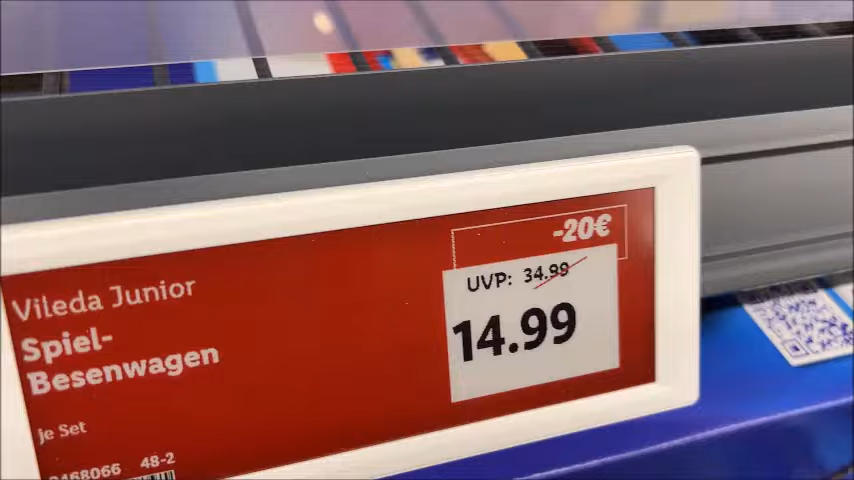 Vileda Junior
Spiel-
Besenwagen
je Set
48-2
-20€
UVP: 34.99
14.99